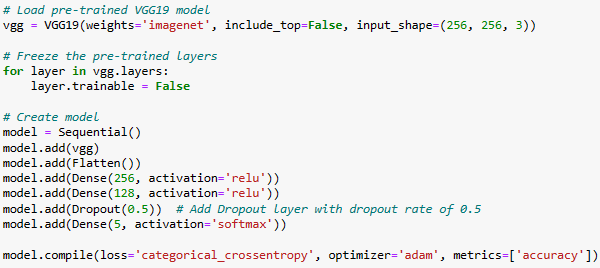 # Load pre-trained VGG19 model
vgg = VGG19(weights='imagenet', include_top=False, input_shape=(256, 256, 3))
# Freeze the pre-trained layers
for layer in vgg.layers:
    layer.trainable = False
# Create model
model = Sequential()
model.add(vgg)
model.add(Flatten())
model.add(Dense(256, activation='relu'))
model.add(Dense(128, activation='relu'))
model.add(Dropout(0.5))  # Add Dropout layer with dropout rate of 0.5
model.add(Dense(5, activation='softmax'))
model.compile(loss='categorical_crossentropy', optimizer='adam', metrics=['accuracy'])